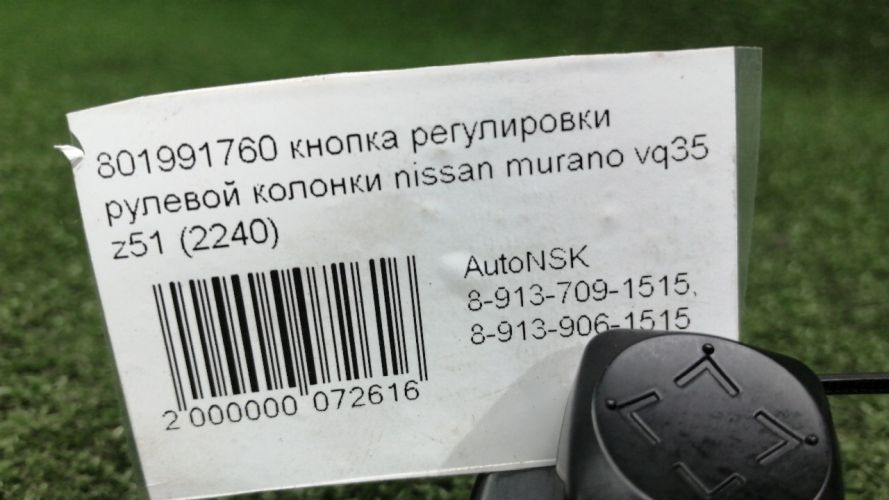 801991760 кнопка регулировки
рулевой колонки nissan murano vq35
z51 (2240)
AutoNSK
8-913-709-1515,
8-913-906-1515
2 000000 072616